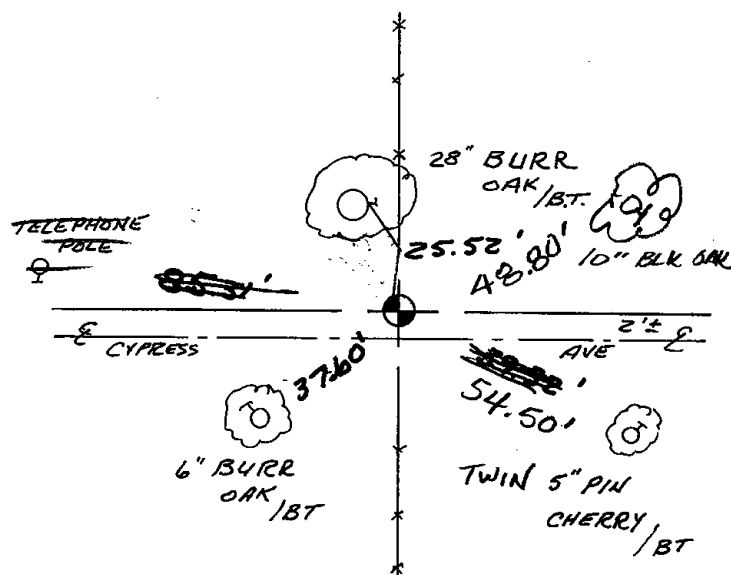 28" BURR
OAK/BT.
TELEPHONE
POLE
25.52'
48.80'
10" BLK OAK
℄ CYPRESS AVE 2'± ℄
37.60'
54.50'
6" BURR
OAK
/BT
TWIN 5" PIN
CHERRY
/BT